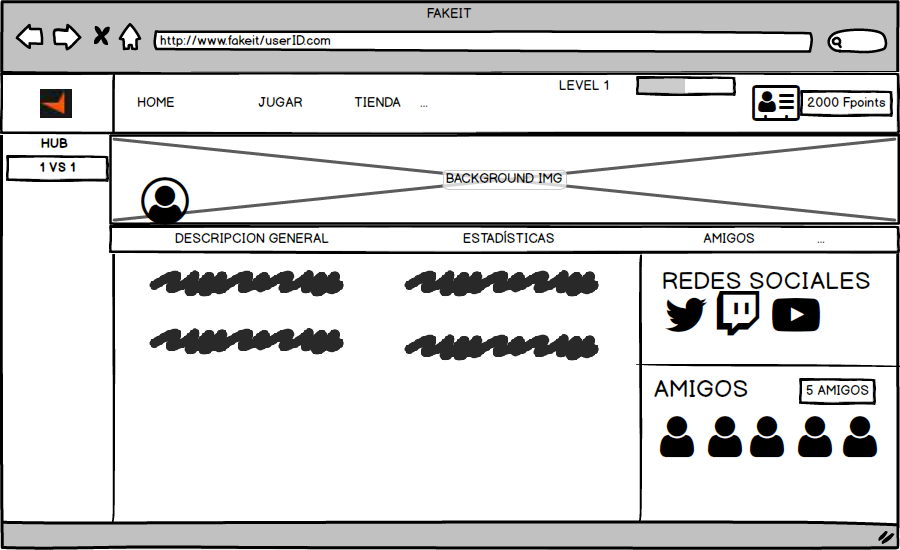 FAKEIT
http://www.fakeit/userID.com
LEVEL 1
HOME JUGAR TIENDA ...
2000 Fpoints
HUB
1 VS 1
BACKGROUND IMG
DESCRIPCION GENERAL ESTADÍSTICAS AMIGOS ...
REDES SOCIALES
AMIGOS 5 AMIGOS